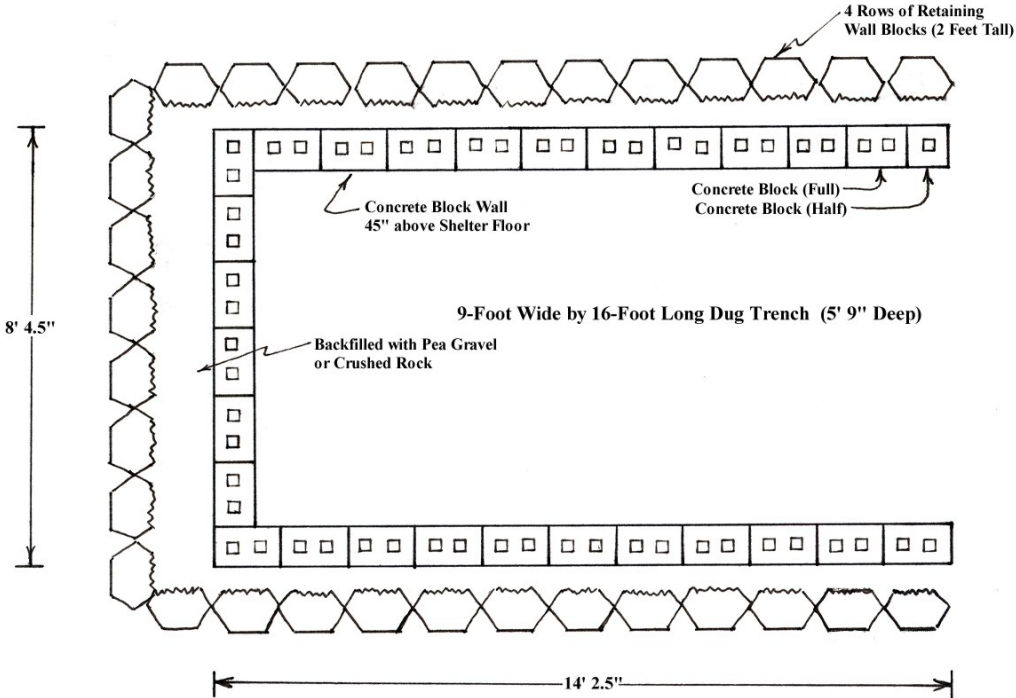 4 Rows of Retaining
Wall Blocks (2 Feet Tall)
Concrete Block (Full)
Concrete Block (Half)
Concrete Block Wall
45" above Shelter Floor
9-Foot Wide by 16-Foot Long Dug Trench (5' 9" Deep)
8' 4.5"
Backfilled with Pea Gravel
or Crushed Rock
14' 2.5"